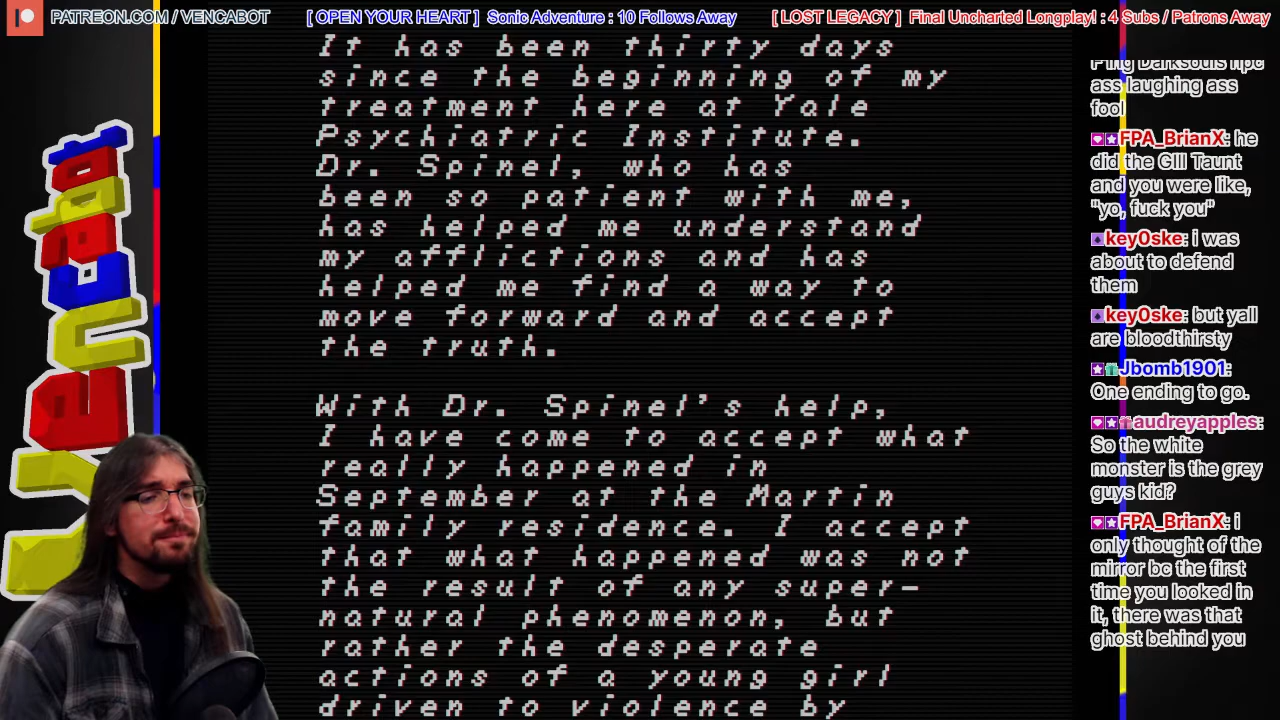 PATREON.COM / VENCABOT
[ OPEN YOUR HEART ] Sonic Adventure : 10 Follows Away
[ LOST LEGACY ] Final Uncharted Longplay! : 4 Subs / Patrons Away
Vencabot
It has been thirty days
since the beginning of my
treatment here at Yale
Psychiatric Institute.
Dr. Spinel, who has
been so patient with me,
has helped me understand
my afflictions and has
helped me find a way to
move forward and accept
the truth.
With Dr. Spinel's help,
I have come to accept what
really happened in
September at the Martin
family residence. I accept
that what happened was not
the result of any super-
natural phenomenon, but
rather the desperate
actions of a young girl
driven to violence by
Ping Darksouls npc
ass laughing ass
fool
FPA_BrianX: he
did the GIll Taunt
and you were like,
"yo, fuck you"
key0ske: i was
about to defend
them
key0ske: but yall
are bloodthirsty
Jbomb1901:
One ending to go.
audreyapples:
So the white
monster is the grey
guys kid?
FPA_BrianX: i
only thought of the
mirror bc the first
time you looked in
it, there was that
ghost behind you